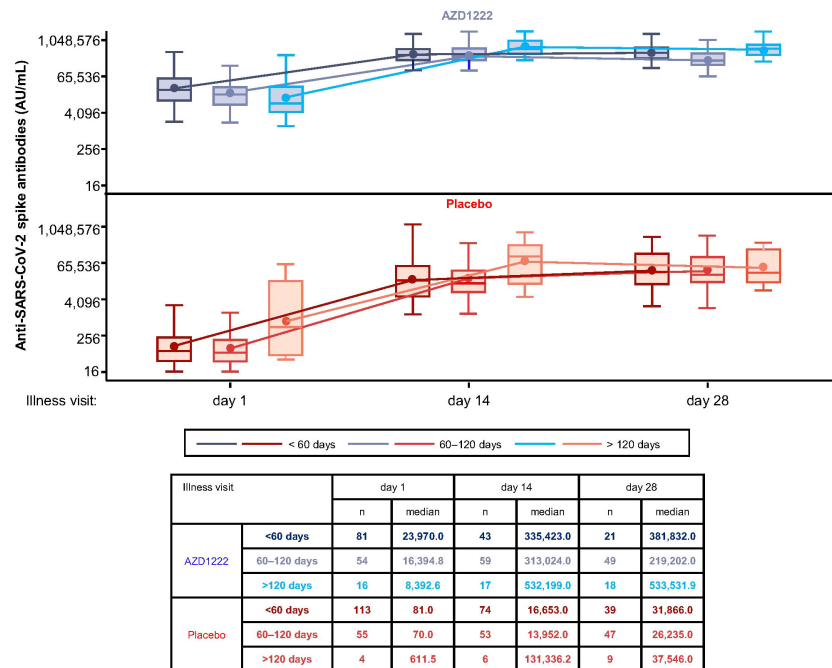 AZD1222
Anti-SARS-CoV-2 spike antibodies (AU/mL)
1,048,576
65,536
4,096
256
16
Placebo
1,048,576
65,536
4,096
256
16
Illness visit: day 1 day 14 day 28
< 60 days 60–120 days > 120 days
Illness visit day 1 day 14 day 28
n median n median n median
AZD1222 <60 days 81 23,970.0 43 335,423.0 21 381,832.0
60–120 days 54 16,394.8 59 313,024.0 49 219,202.0
>120 days 16 8,392.6 17 532,199.0 18 533,531.9
Placebo <60 days 113 81.0 74 16,653.0 39 31,866.0
60–120 days 55 70.0 53 13,952.0 47 26,235.0
>120 days 4 611.5 6 131,336.2 9 37,546.0